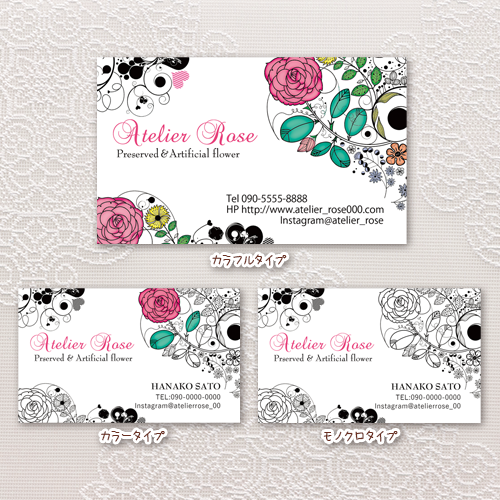 Atelier Rose
Preserved & Artificial flower
Tel 090-5555-8888
HP http://www.atelier_rose000.com
Instagram@atelier_rose
カラフルタイプ
Atelier Rose
Prserved & Artificial flower
HANAKO SATO
TEL:090-0000-0000
Instagram@atelierrose_00
カラータイプ
Atelier Rose
Prserved & Artificial flower
HANAKO SATO
TEL:090-0000-0000
Instagram@atelierrose_00
モノクロタイプ